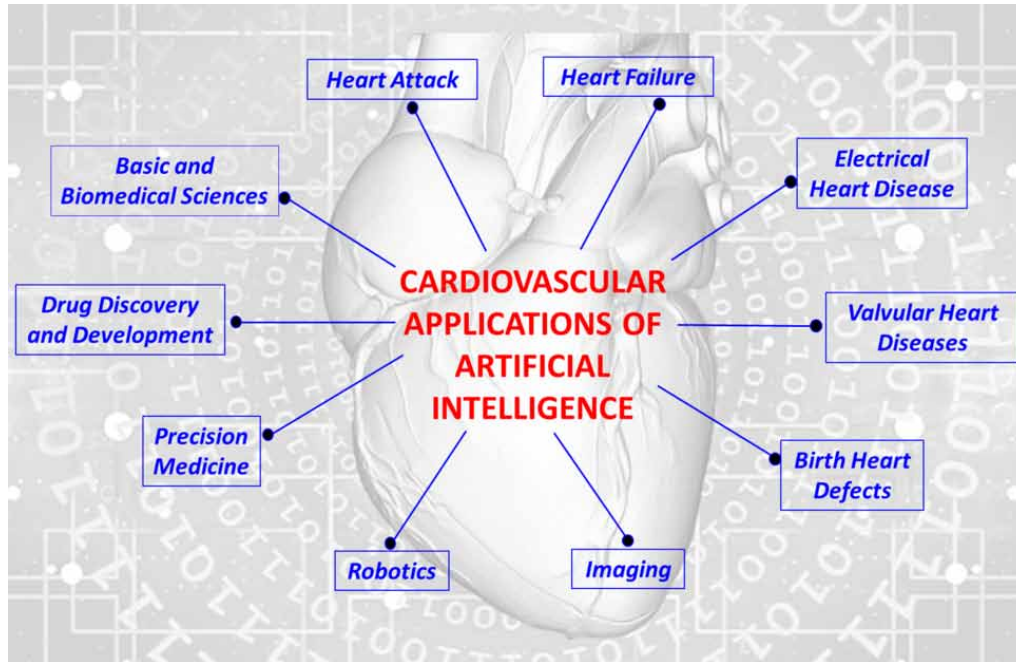 Heart Attack
Heart Failure
Basic and
Biomedical Sciences
Electrical
Heart Disease
CARDIOVASCULAR
APPLICATIONS OF
ARTIFICIAL
INTELLIGENCE
Drug Discovery
and Development
Valvular Heart
Diseases
Precision
Medicine
Birth Heart
Defects
Robotics
Imaging